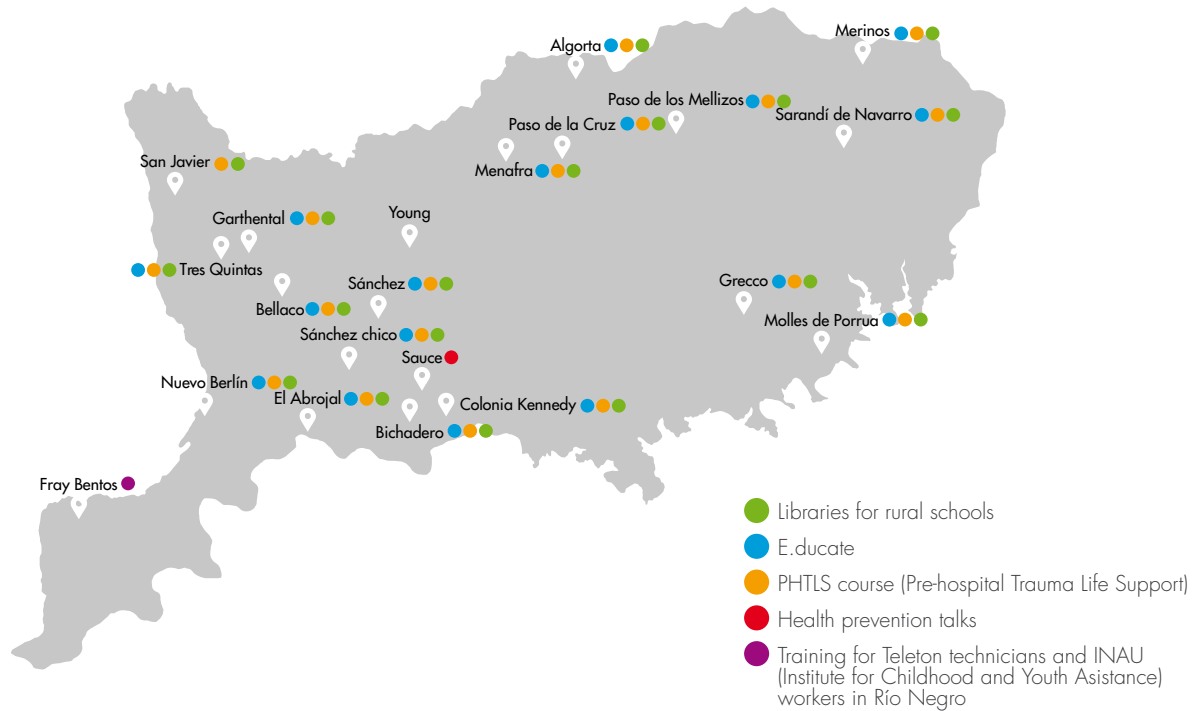 Merinos
Algorta
Paso de los Mellizos
Sarandí de Navarro
Paso de la Cruz
San Javier
Menafra
Garthental
Young
Tres Quintas
Sánchez
Grecco
Bellaco
Molles de Porrua
Sánchez chico
Sauce
Nuevo Berlín
El Abrojal
Colonia Kennedy
Bichadero
Fray Bentos
Libraries for rural schools
E.ducate
PHTLS course (Pre-hospital Trauma Life Support)
Health prevention talks
Training for Teleton technicians and INAU
(Institute for Childhood and Youth Asistance)
workers in Río Negro